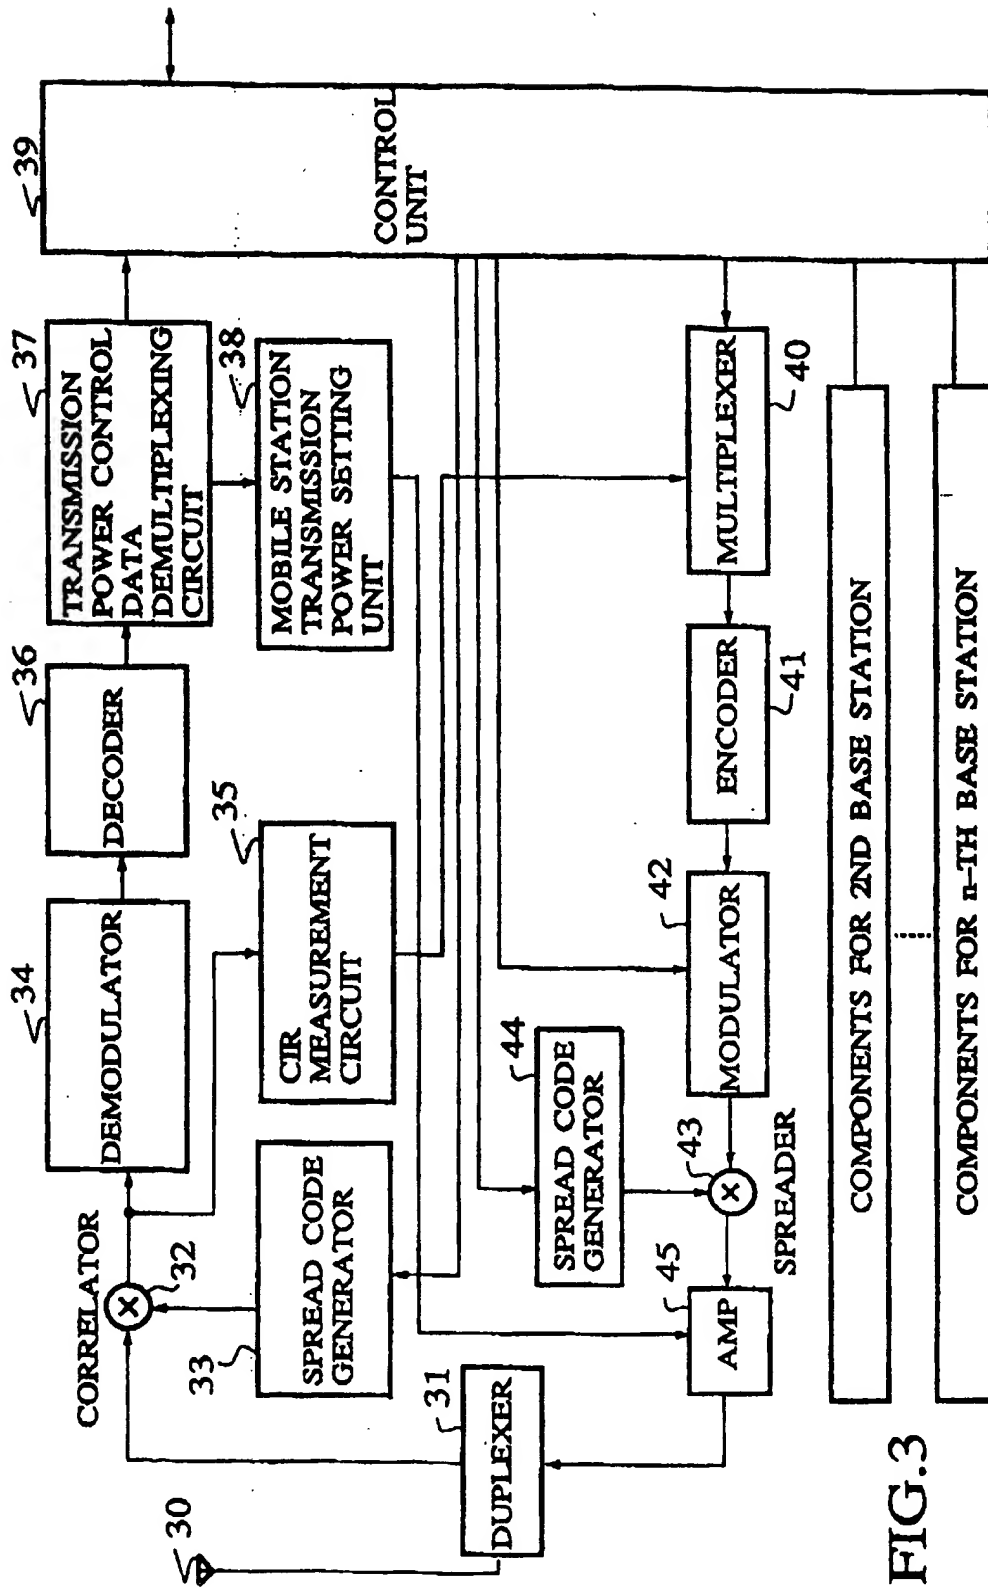 39
CONTROL
UNIT
37
TRANSMISSION
POWER CONTROL
DATA
DEMULTIPLEXING
CIRCUIT
38
MOBILE STATION
TRANSMISSION
POWER SETTING
UNIT
36
DECODER
35
CIR
MEASUREMENT
CIRCUIT
34
DEMODULATOR
CORRELATOR
32
33
SPREAD CODE
GENERATOR
30
31
DUPLEXER
40
MULTIPLEXER
41
ENCODER
42
MODULATOR
43
SPREADER
44
SPREAD CODE
GENERATOR
45
AMP
COMPONENTS FOR 2ND BASE STATION
COMPONENTS FOR n-TH BASE STATION
FIG.3